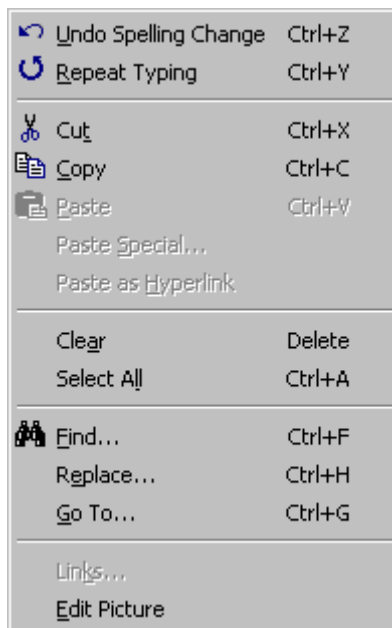 Undo Spelling Change Ctrl+Z
Repeat Typing Ctrl+Y
Cut Ctrl+X
Copy Ctrl+C
Paste Ctrl+V
Paste Special...
Paste as Hyperlink
Clear Delete
Select All Ctrl+A
Find... Ctrl+F
Replace... Ctrl+H
Go To... Ctrl+G
Links...
Edit Picture